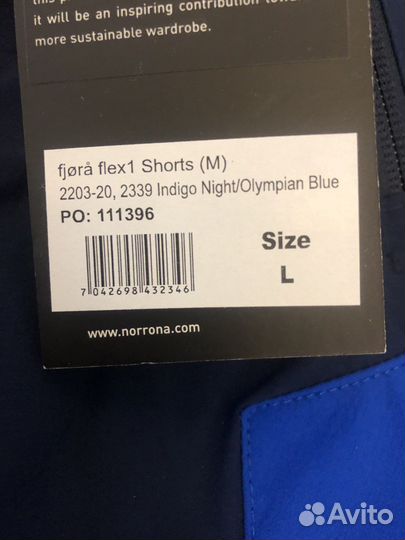 it will be an inspiring contribution
more sustainable wardrobe.
fjørå flex1 Shorts (M)
2203-20, 2339 Indigo Night/Olympian Blue
PO: 111396
Size
L
7 042698 432346
www.norrona.com
Avito